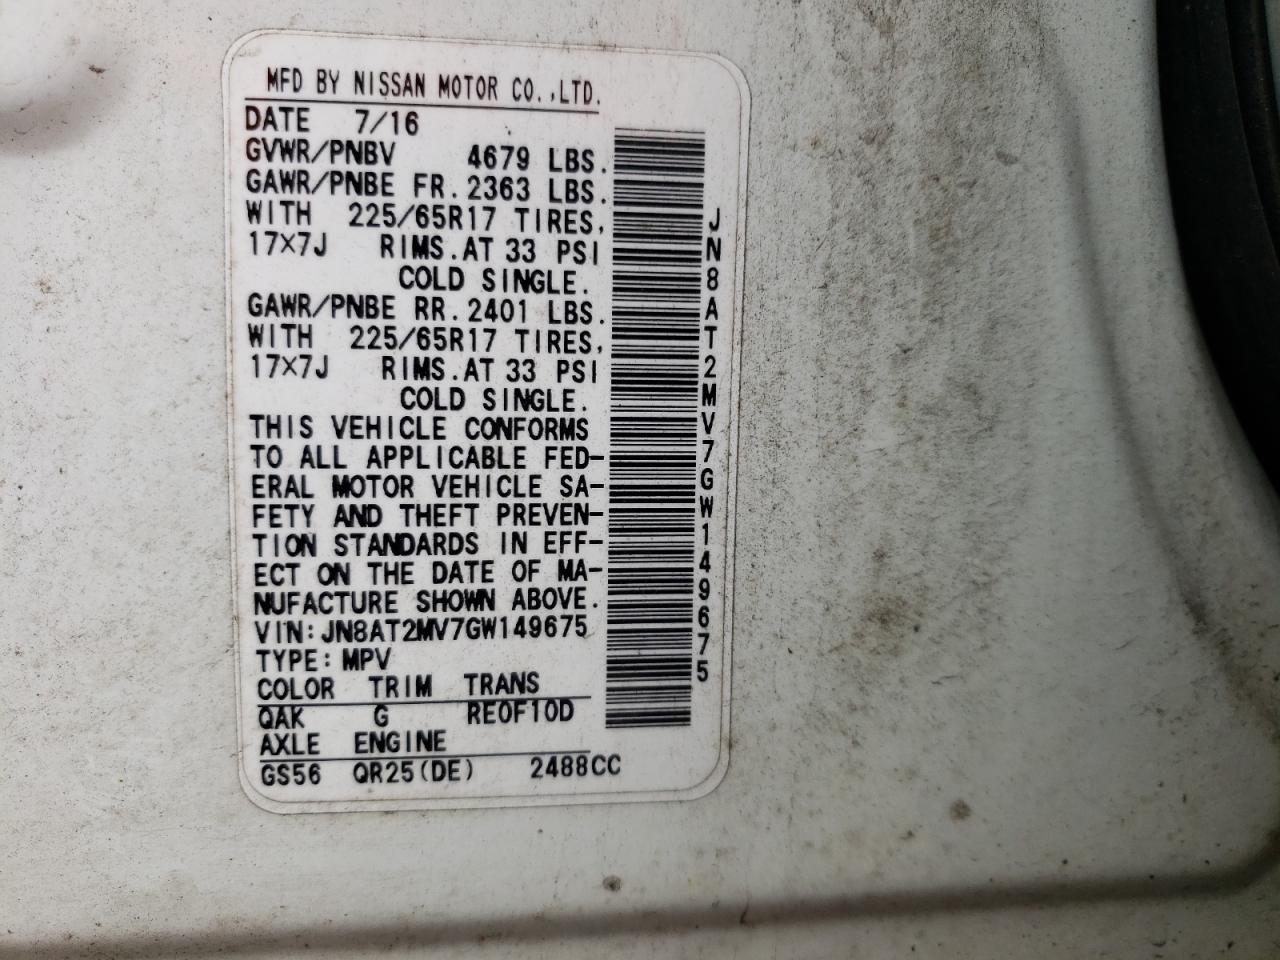 MFD BY NISSAN MOTOR CO.,LTD.
DATE 7/16
GVWR/PNBV 4679 LBS.
GAWR/PNBE FR.2363 LBS.
WITH 225/65R17 TIRES,
17×7J RIMS.AT 33 PSI
COLD SINGLE.
GAWR/PNBE RR.2401 LBS.
WITH 225/65R17 TIRES,
17×7J RIMS.AT 33 PSI
COLD SINGLE.
THIS VEHICLE CONFORMS
TO ALL APPLICABLE FED-
ERAL MOTOR VEHICLE SA-
FETY AND THEFT PREVEN-
TION STANDARDS IN EFF-
ECT ON THE DATE OF MA-
NUFACTURE SHOWN ABOVE.
VIN:JN8AT2MV7GW149675
TYPE:MPV
COLOR TRIM TRANS
QAK G RE0F10D
AXLE ENGINE
GS56 QR25(DE) 2488CC
JN8AT2MV7GW149675